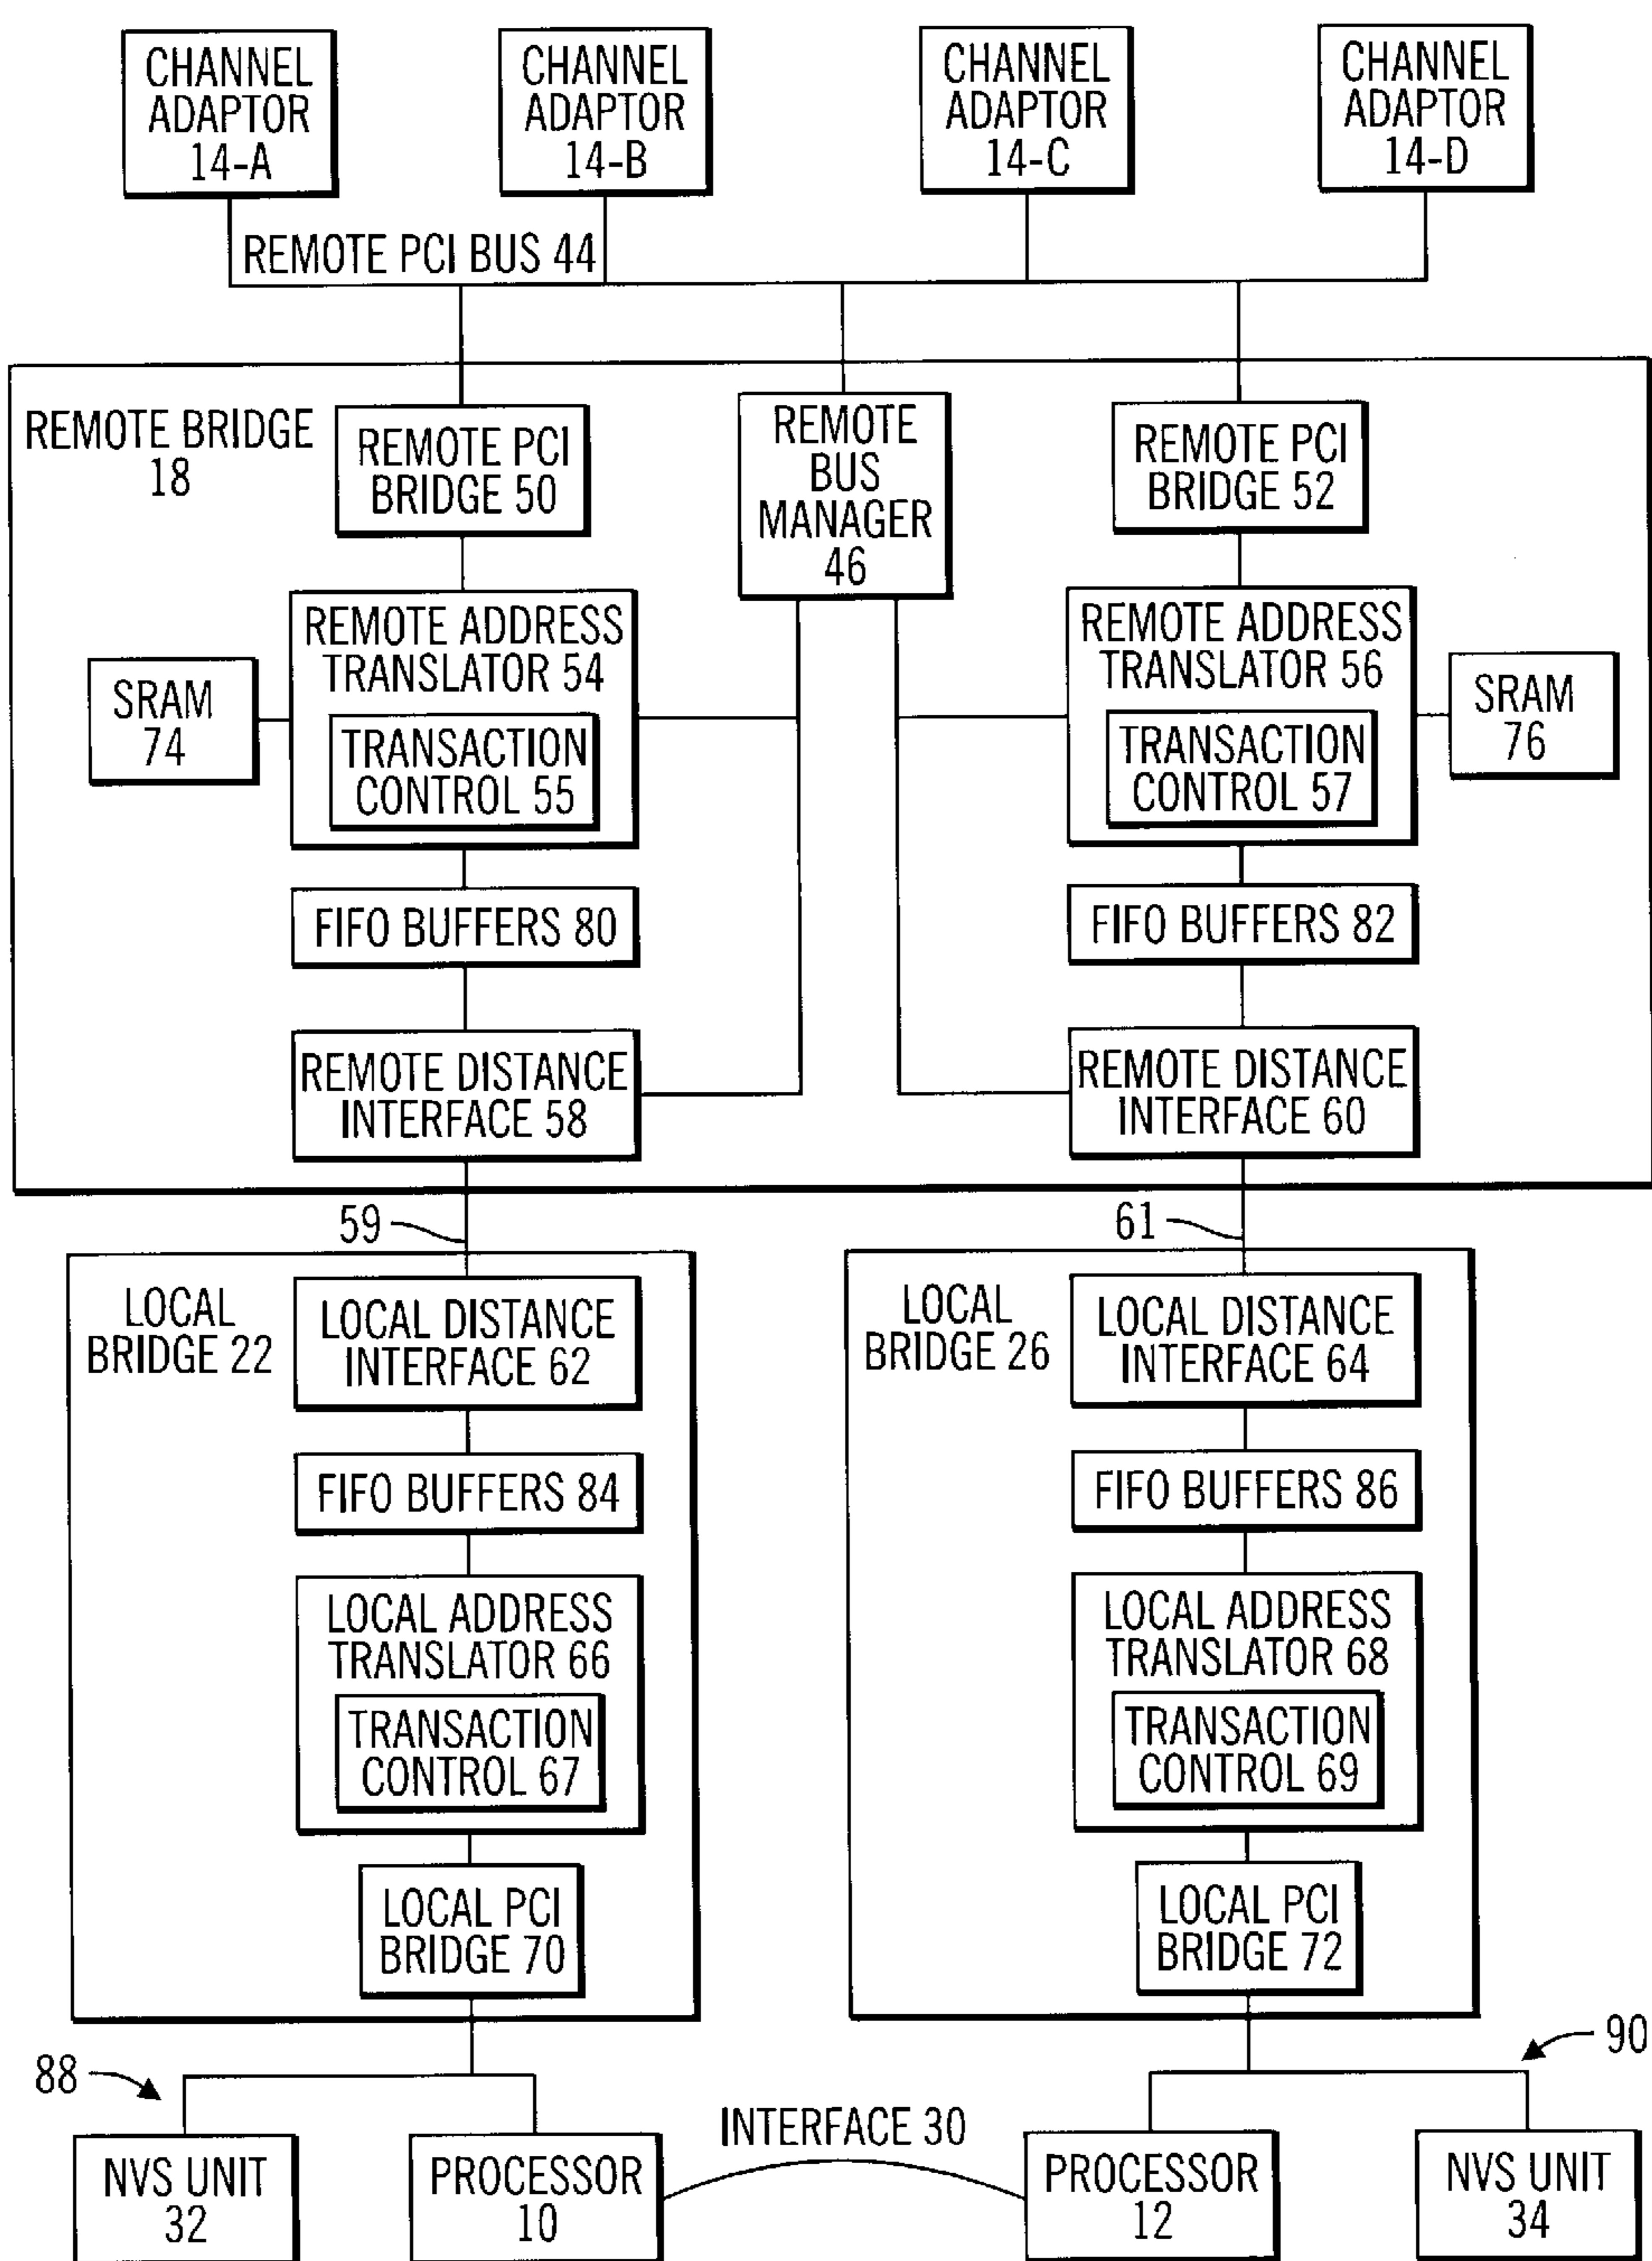 CHANNEL
ADAPTOR
14-A
CHANNEL
ADAPTOR
14-B
CHANNEL
ADAPTOR
14-C
CHANNEL
ADAPTOR
14-D
REMOTE PCI BUS 44
REMOTE BRIDGE
18
REMOTE PCI
BRIDGE 50
REMOTE
BUS
MANAGER
46
REMOTE PCI
BRIDGE 52
SRAM
74
REMOTE ADDRESS
TRANSLATOR 54
TRANSACTION
CONTROL 55
REMOTE ADDRESS
TRANSLATOR 56
TRANSACTION
CONTROL 57
SRAM
76
FIFO BUFFERS 80
FIFO BUFFERS 82
REMOTE DISTANCE
INTERFACE 58
REMOTE DISTANCE
INTERFACE 60
59
61
LOCAL
BRIDGE 22
LOCAL DISTANCE
INTERFACE 62
LOCAL
BRIDGE 26
LOCAL DISTANCE
INTERFACE 64
FIFO BUFFERS 84
FIFO BUFFERS 86
LOCAL ADDRESS
TRANSLATOR 66
TRANSACTION
CONTROL 67
LOCAL ADDRESS
TRANSLATOR 68
TRANSACTION
CONTROL 69
LOCAL PCI
BRIDGE 70
LOCAL PCI
BRIDGE 72
88
90
INTERFACE 30
NVS UNIT
32
PROCESSOR
10
PROCESSOR
12
NVS UNIT
34